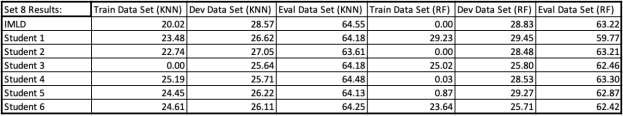 Set 8 Results: Train Data Set (KNN) Dev Data Set (KNN) Eval Data Set (KNN) Train Data Set (RF) Dev Data Set (RF) Eval Data Set (RF)
IMLD 20.02 28.57 64.55 0.00 28.83 63.22
Student 1 23.48 26.62 64.18 29.23 29.45 59.77
Student 2 22.74 27.05 63.61 0.00 28.48 63.21
Student 3 0.00 25.64 64.18 25.02 25.80 62.46
Student 4 25.19 25.71 64.48 0.03 28.53 63.30
Student 5 24.45 26.22 64.13 0.87 29.27 62.87
Student 6 24.61 26.11 64.25 23.64 25.71 62.42